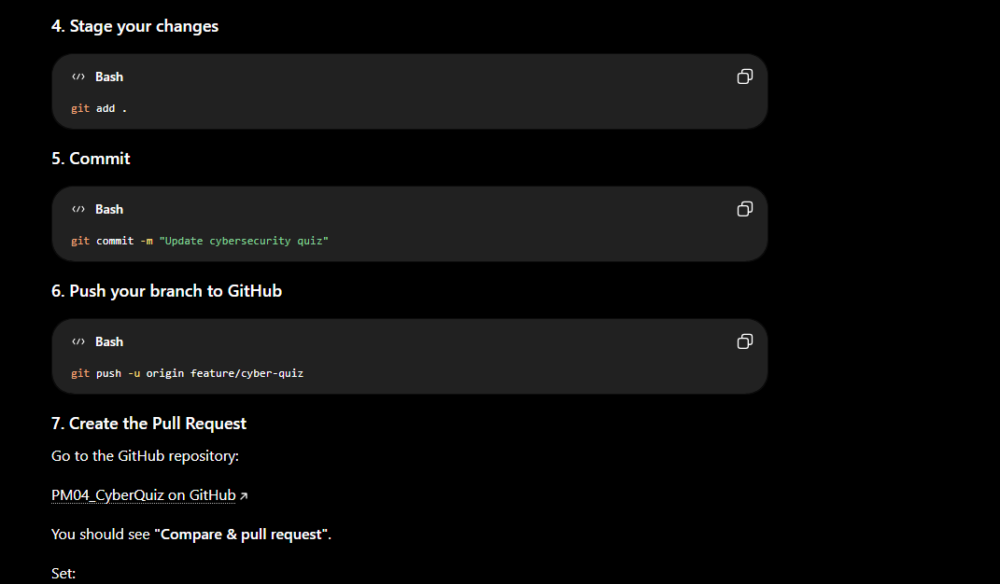 4. Stage your changes
</> Bash
git add .
5. Commit
</> Bash
git commit -m "Update cybersecurity quiz"
6. Push your branch to GitHub
</> Bash
git push -u origin feature/cyber-quiz
7. Create the Pull Request
Go to the GitHub repository:
PM04_CyberQuiz on GitHub ↗
You should see "Compare & pull request".
Set: